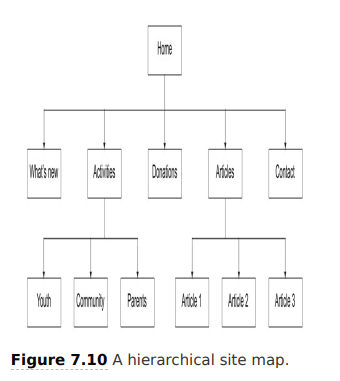 Home
What's new Activities Donations Articles Contact
Youth Community Parents Article 1 Article 2 Article 3
Figure 7.10 A hierarchical site map.